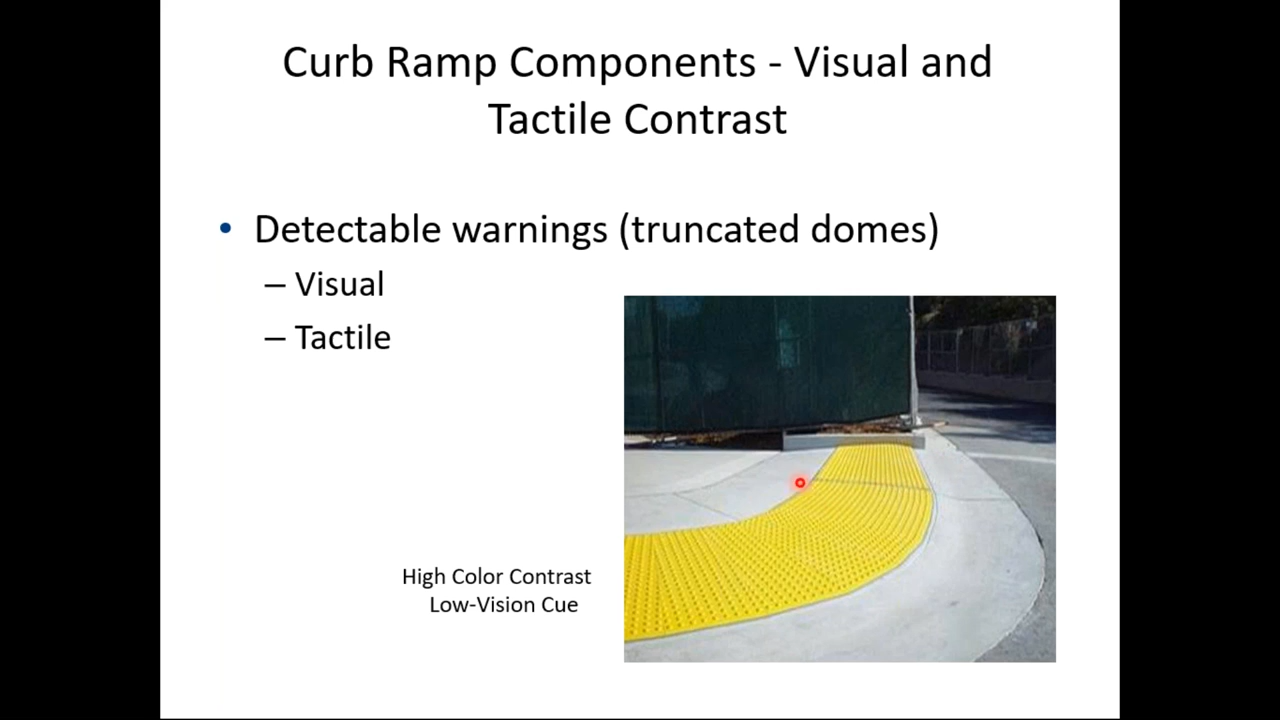 Curb Ramp Components - Visual and
Tactile Contrast
• Detectable warnings (truncated domes)
– Visual
– Tactile
High Color Contrast
Low-Vision Cue